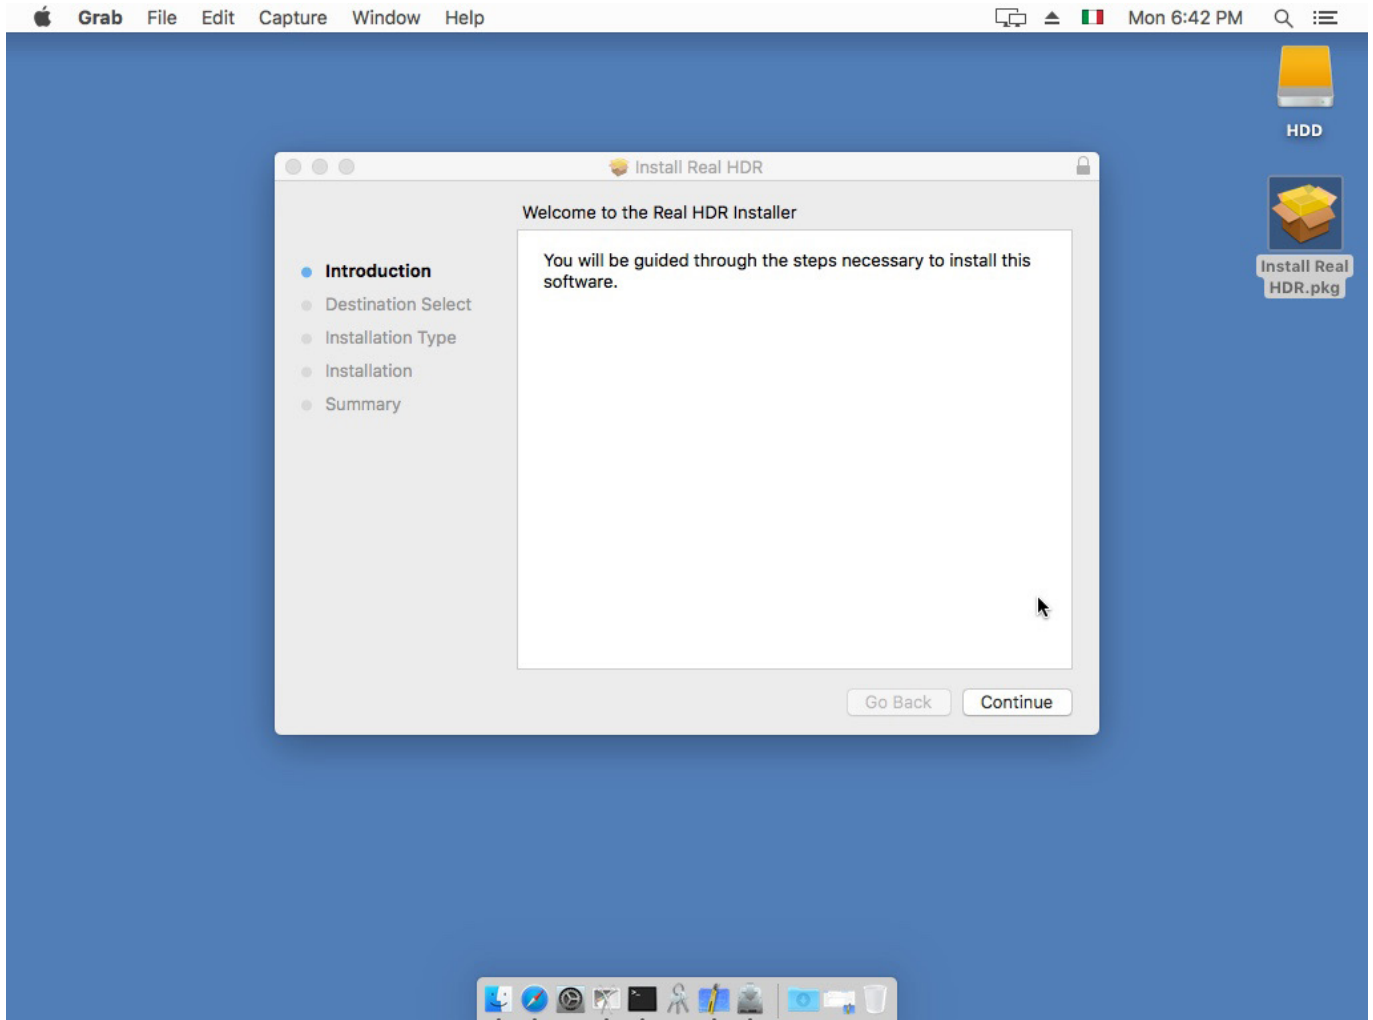 Grab File Edit Capture Window Help Mon 6:42 PM
HDD
Install Real HDR
Install Real
HDR.pkg
Welcome to the Real HDR Installer
Introduction
Destination Select
Installation Type
Installation
Summary
You will be guided through the steps necessary to install this
software.
Go Back Continue